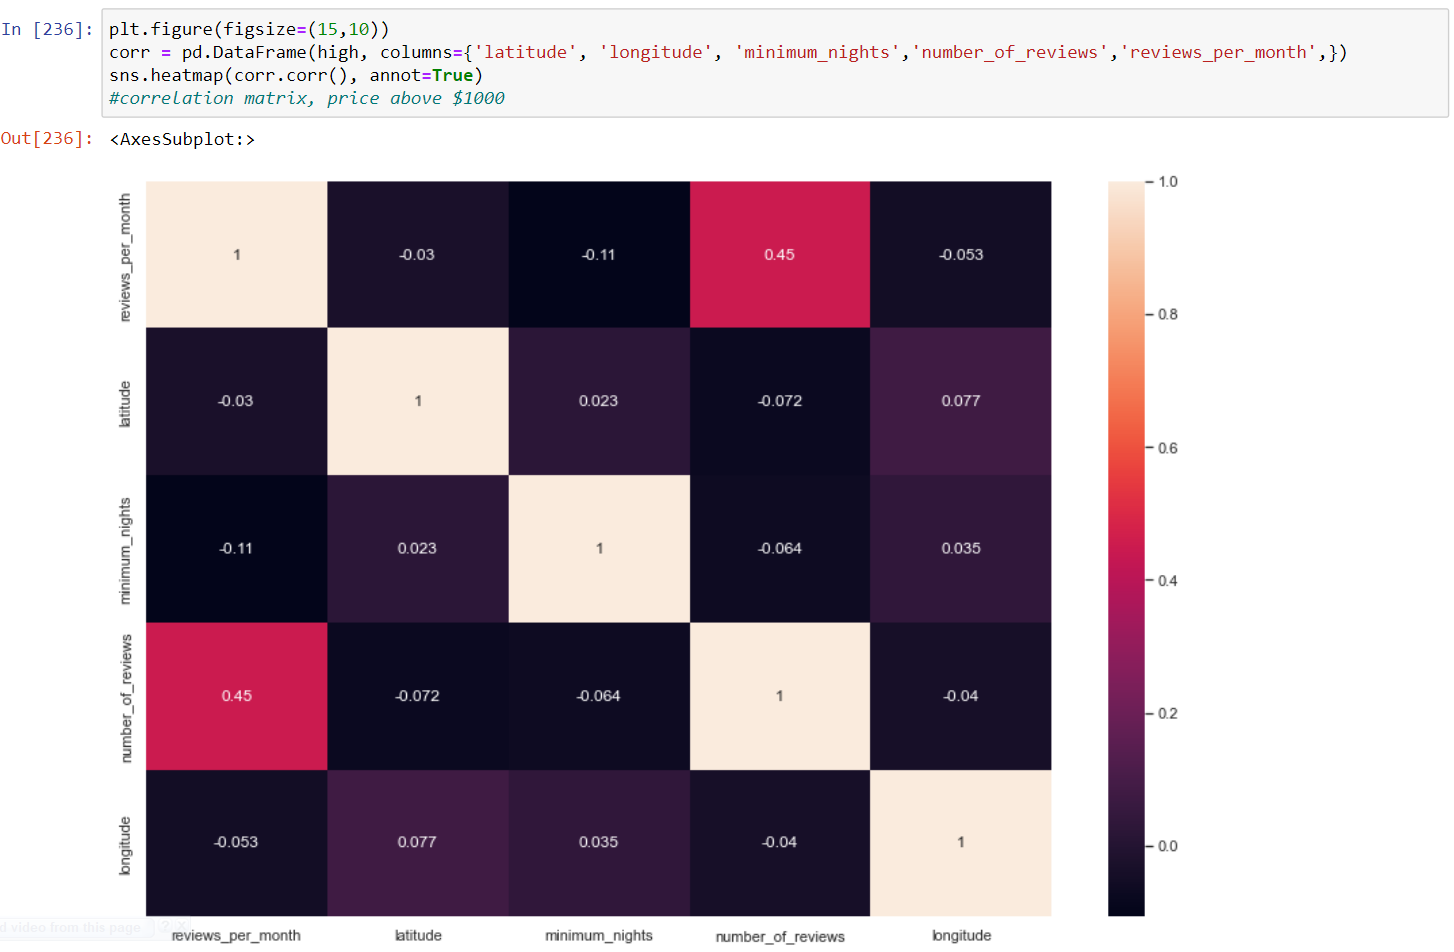 In [236]: plt.figure(figsize=(15,10))
corr = pd.DataFrame(high, columns={'latitude', 'longitude', 'minimum_nights','number_of_reviews','reviews_per_month',})
sns.heatmap(corr.corr(), annot=True)
#correlation matrix, price above $1000
Out[236]: <AxesSubplot:>
reviews_per_month 1 -0.03 -0.11 0.45 -0.053
latitude -0.03 1 0.023 -0.072 0.077
minimum_nights -0.11 0.023 1 -0.064 0.035
number_of_reviews 0.45 -0.072 -0.064 1 -0.04
longitude -0.053 0.077 0.035 -0.04 1
reviews_per_month latitude minimum_nights number_of_reviews longitude
1.0
0.8
0.6
0.4
0.2
0.0
d video from this page ? X